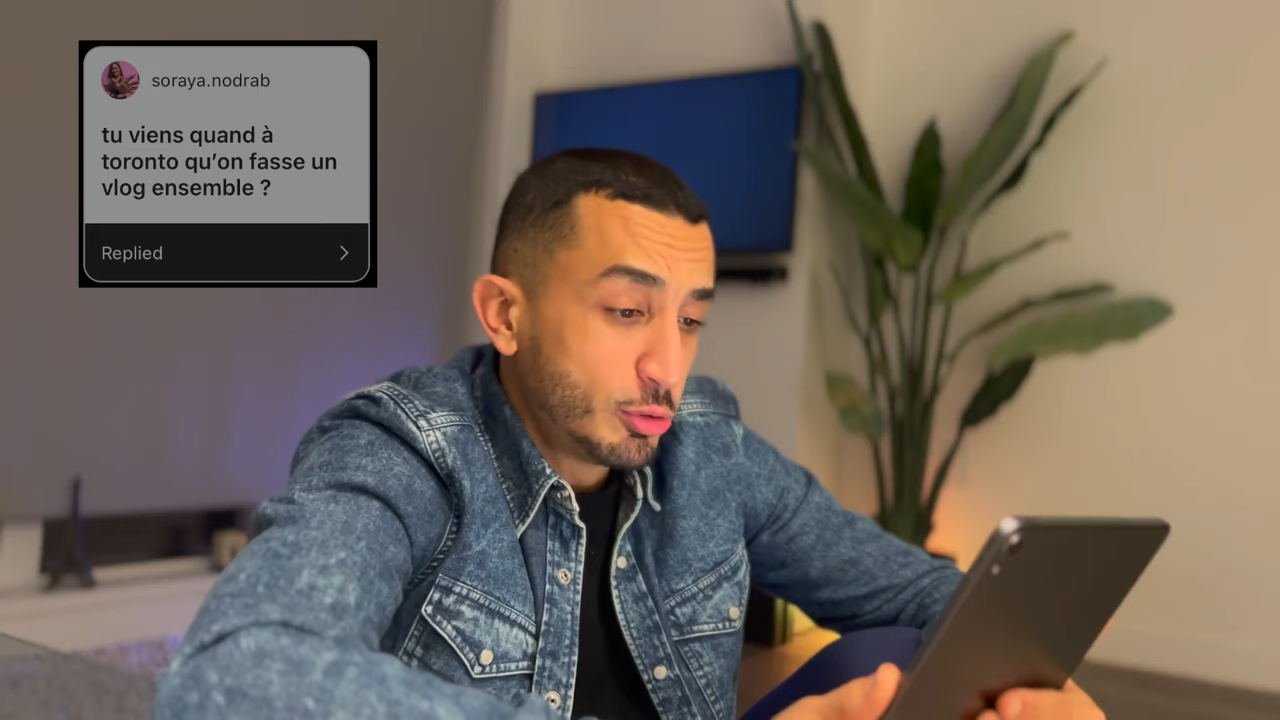 soraya.nodrab
tu viens quand à
toronto qu’on fasse un
vlog ensemble ?
Replied